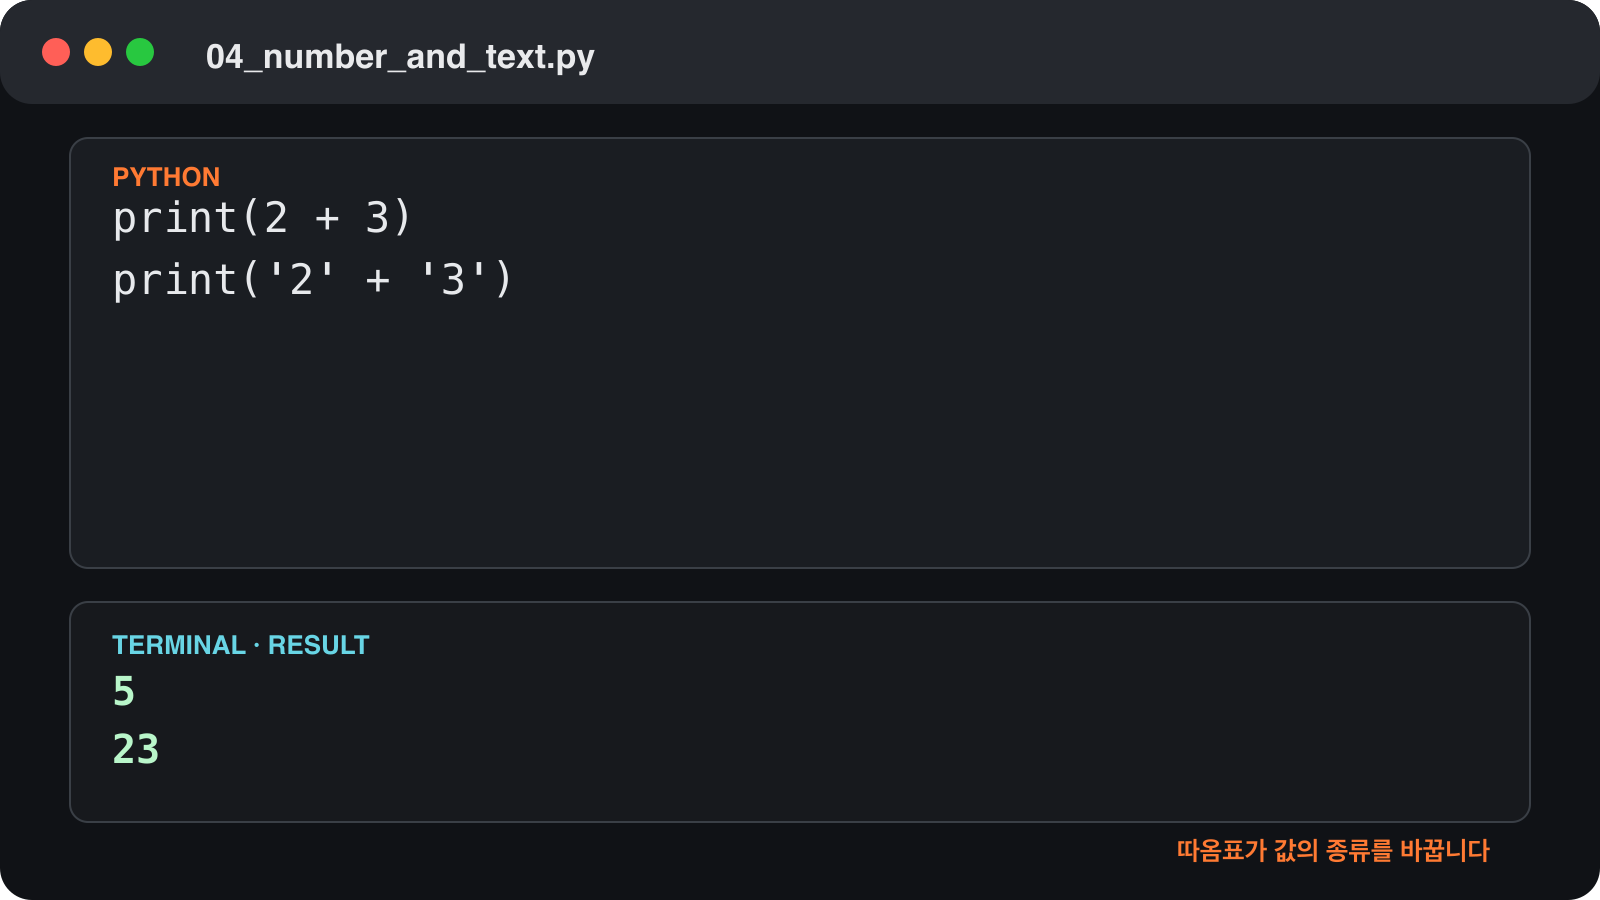 04_number_and_text.py
PYTHON
print(2 + 3)
print('2' + '3')
TERMINAL · RESULT
5
23
따옴표가 값의 종류를 바꿉니다